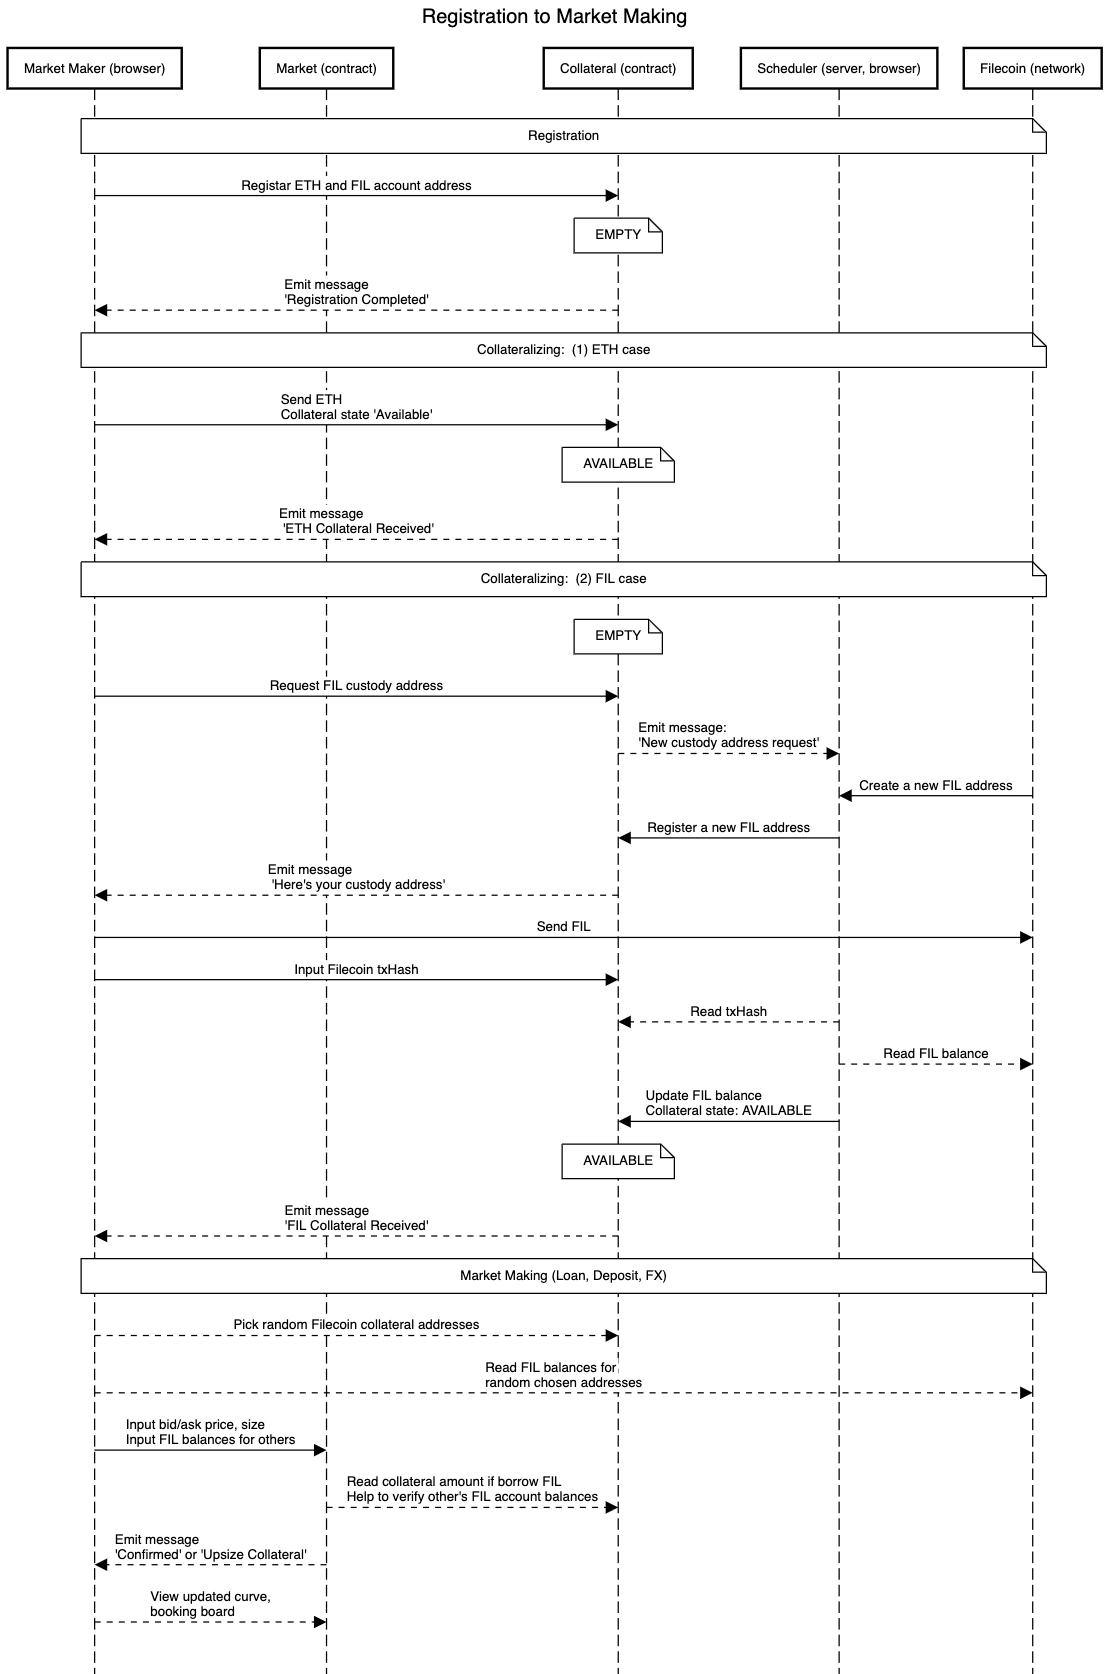 Registration to Market Making
Market Maker (browser)
Market (contract)
Collateral (contract)
Scheduler (server, browser)
Filecoin (network)
Registration
Registar ETH and FIL account address
EMPTY
Emit message
'Registration Completed'
Collateralizing: (1) ETH case
Send ETH
Collateral state 'Available'
AVAILABLE
Emit message
'ETH Collateral Received'
Collateralizing: (2) FIL case
EMPTY
Request FIL custody address
Emit message:
'New custody address request'
Create a new FIL address
Register a new FIL address
Emit message
'Here's your custody address'
Send FIL
Input Filecoin txHash
Read txHash
Read FIL balance
Update FIL balance
Collateral state: AVAILABLE
AVAILABLE
Emit message
'FIL Collateral Received'
Market Making (Loan, Deposit, FX)
Pick random Filecoin collateral addresses
Read FIL balances for
random chosen addresses
Input bid/ask price, size
Input FIL balances for others
Read collateral amount if borrow FIL
Help to verify other's FIL account balances
Emit message
'Confirmed' or 'Upsize Collateral'
View updated curve,
booking board